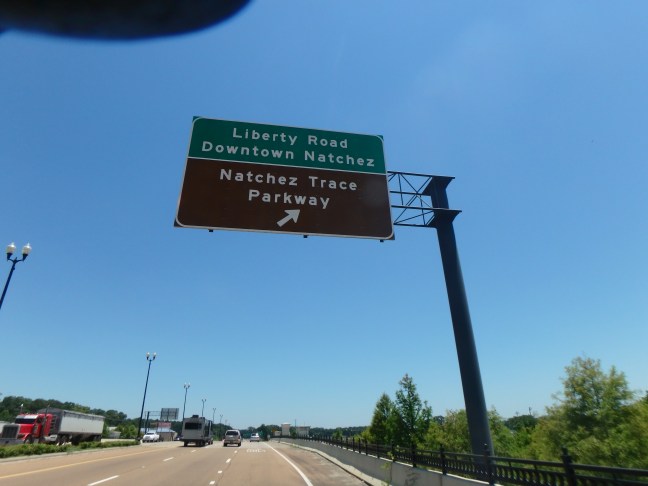 Liberty Road
Downtown Natchez
Natchez Trace
Parkway